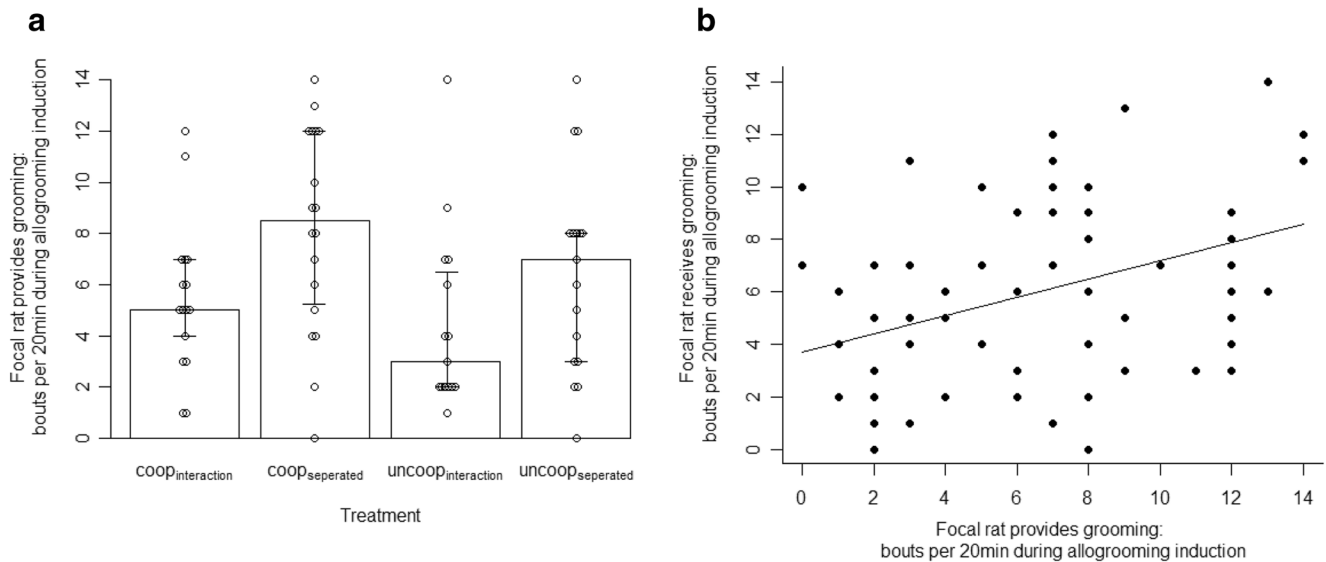 a
Focal rat provides grooming:
bouts per 20min during allogrooming induction
14
12
10
8
6
4
2
0
coopinteraction
coopseperated
uncoopinteraction
uncoopseperated
Treatment
b
Focal rat receives grooming:
bouts per 20min during allogrooming induction
14
12
10
8
6
4
2
0
0 2 4 6 8 10 12 14
Focal rat provides grooming:
bouts per 20min during allogrooming induction